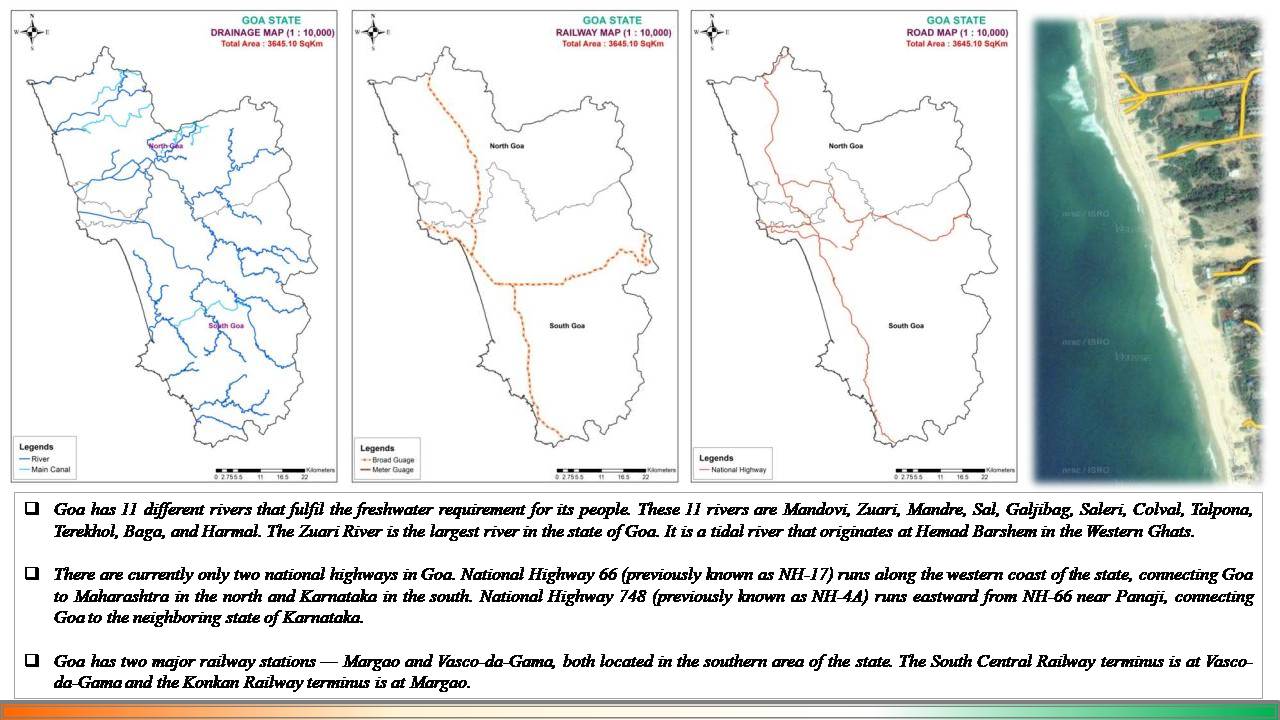 GOA STATE
DRAINAGE MAP (1 : 10,000)
Total Area : 3645.10 SqKm
N
W E
S
North Goa
South Goa
Legends
River
Main Canal
Kilometers
0 2.755.5 11 16.5 22
GOA STATE
RAILWAY MAP (1 : 10,000)
Total Area : 3645.10 SqKm
N
W E
S
North Goa
South Goa
Legends
Broad Guage
Meter Guage
Kilometers
0 2.755.5 11 16.5 22
GOA STATE
ROAD MAP (1 : 10,000)
Total Area : 3645.10 SqKm
N
W E
S
North Goa
South Goa
Legends
National Highway
Kilometers
0 2.755.5 11 16.5 22
nrsc / ISRO
nrsc / ISRO
nrsc / ISRO
Goa has 11 different rivers that fulfil the freshwater requirement for its people. These 11 rivers are Mandovi, Zuari, Mandre, Sal, Galjibag, Saleri, Colval, Talpona,
Terekhol, Baga, and Harmal. The Zuari River is the largest river in the state of Goa. It is a tidal river that originates at Hemad Barshem in the Western Ghats.
There are currently only two national highways in Goa. National Highway 66 (previously known as NH-17) runs along the western coast of the state, connecting Goa
to Maharashtra in the north and Karnataka in the south. National Highway 748 (previously known as NH-4A) runs eastward from NH-66 near Panaji, connecting
Goa to the neighboring state of Karnataka.
Goa has two major railway stations — Margao and Vasco-da-Gama, both located in the southern area of the state. The South Central Railway terminus is at Vasco-
da-Gama and the Konkan Railway terminus is at Margao.